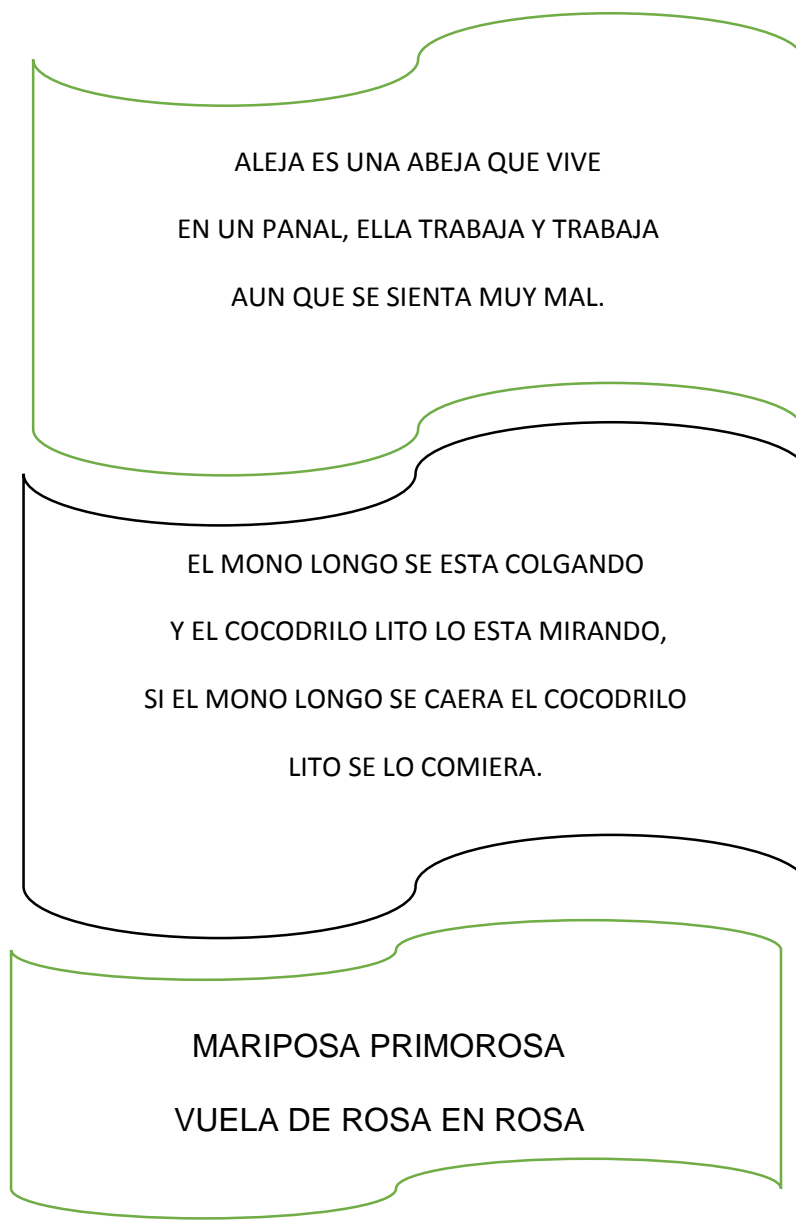 ALEJA ES UNA ABEJA QUE VIVE
EN UN PANAL, ELLA TRABAJA Y TRABAJA
AUN QUE SE SIENTA MUY MAL.
EL MONO LONGO SE ESTA COLGANDO
Y EL COCODRILO LITO LO ESTA MIRANDO,
SI EL MONO LONGO SE CAERA EL COCODRILO
LITO SE LO COMIERA.
MARIPOSA PRIMOROSA
VUELA DE ROSA EN ROSA